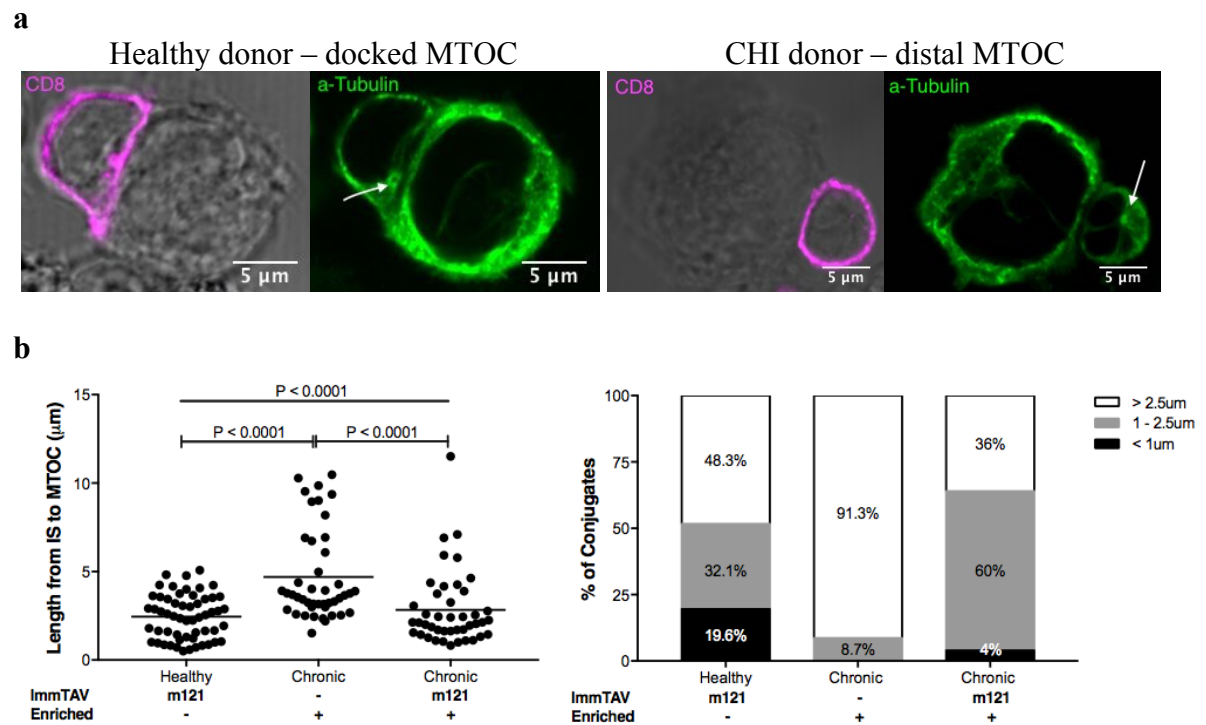 a
Healthy donor – docked MTOC
CHI donor – distal MTOC
CD8
a-Tubulin
CD8
a-Tubulin
5 µm
5 µm
5 µm
5 µm
b
Length from IS to MTOC (µm)
15
10
5
0
P < 0.0001
P < 0.0001
P < 0.0001
Healthy
Chronic
Chronic
ImmTAV
m121
-
m121
Enriched
-
+
+
% of Conjugates
100
75
50
25
0
48.3%
32.1%
19.6%
91.3%
8.7%
36%
60%
4%
> 2.5um
1 - 2.5um
< 1um
Healthy
Chronic
Chronic
ImmTAV
m121
-
m121
Enriched
-
+
+